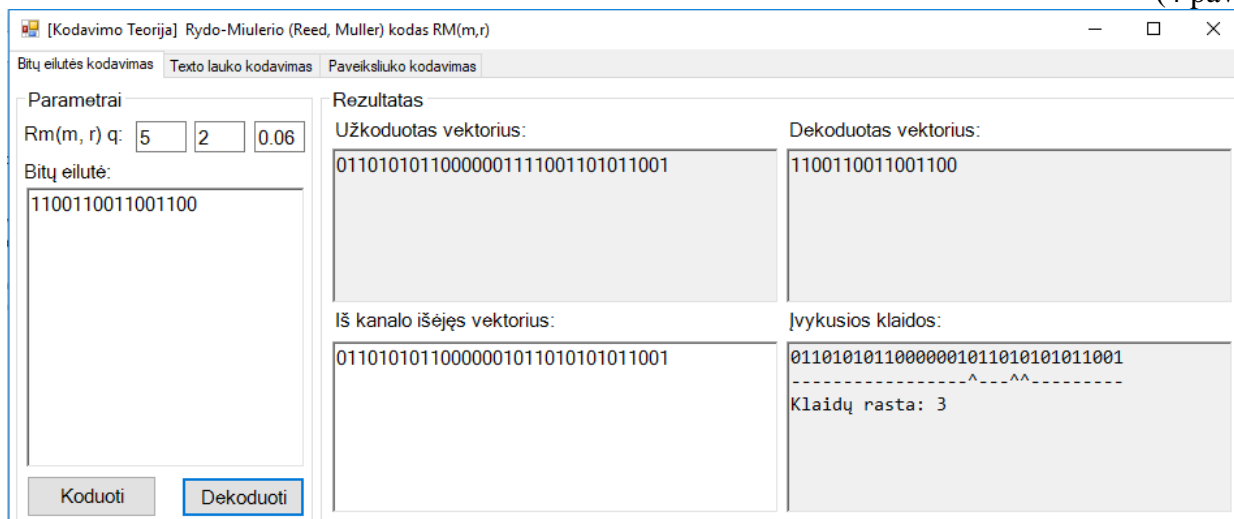 [Kodavimo Teorija] Rydo-Miulerio (Reed, Muller) kodas RM(m,r)
Bitų eilutės kodavimas Texto lauko kodavimas Paveiksliuko kodavimas
Parametrai
Rm(m, r) q: 5 2 0.06
Bitų eilutė:
1100110011001100
Koduoti Dekoduoti
Rezultatas
Užkoduotas vektorius:
01101010110000001111001101011001
Dekoduotas vektorius:
1100110011001100
Iš kanalo išėjęs vektorius:
01101010110000001011010101011001
Įvykusios klaidos:
01101010110000001011010101011001
-----------------^---^^---------
Klaidų rasta: 3